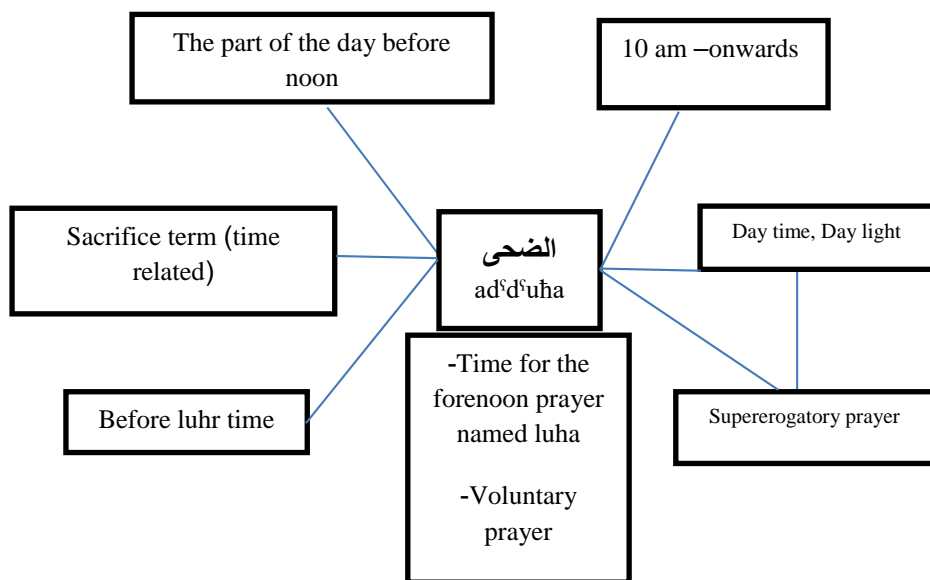 The part of the day before
noon
10 am –onwards
Sacrifice term (time
related)
الضحى
adˤdˤuħa
Day time, Day light
Before luhr time
-Time for the
forenoon prayer
named luha
-Voluntary
prayer
Supererogatory prayer